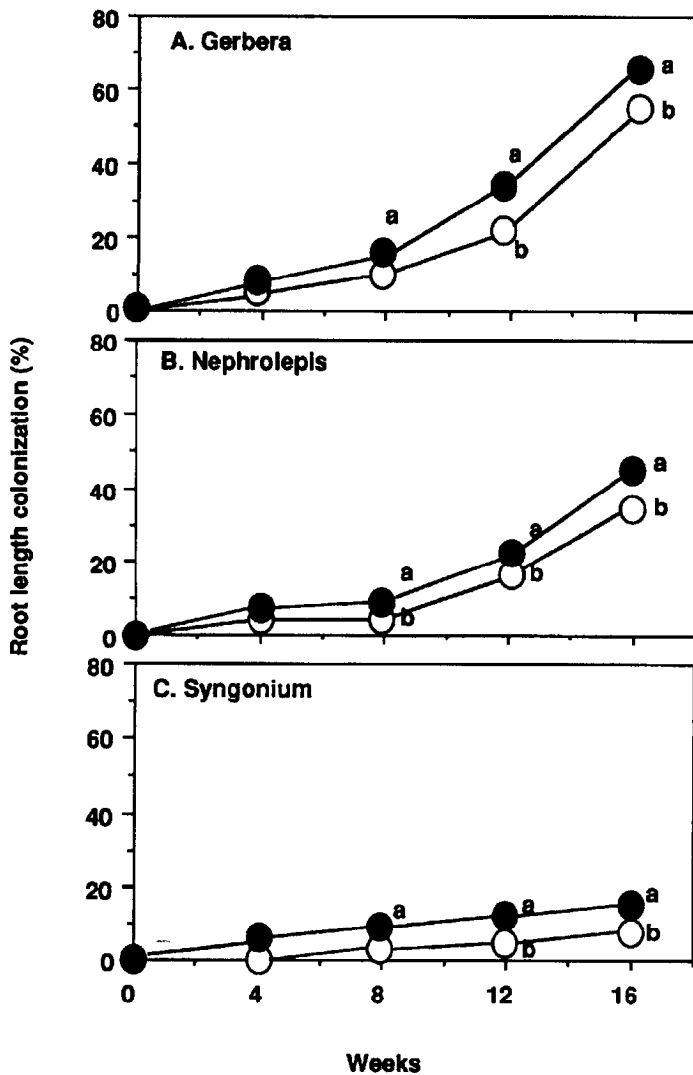 80
A. Gerbera
a
60
b
40
a
a
20
b
0
80
B. Nephrolepis
60
a
40
b
a
20
a
b
b
0
Root length colonization (%)
80
C. Syngonium
60
40
20
a
a
a
b
b
0
0 4 8 12 16
Weeks